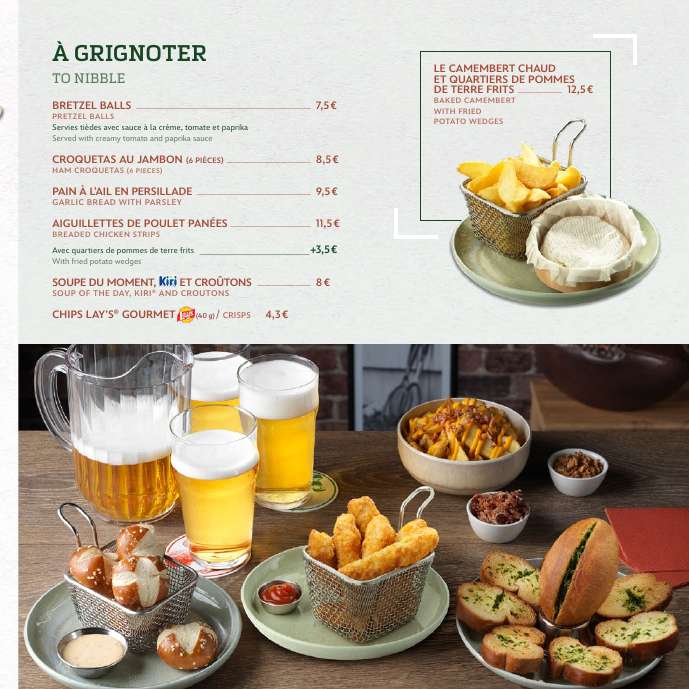 À GRIGNOTER
TO NIBBLE
BRETZEL BALLS 7,5 €
PRETZEL BALLS
Servies tièdes avec sauce à la crème, tomate et paprika
Served with creamy tomato and paprika sauce
CROQUETAS AU JAMBON (6 PIÈCES) 8,5 €
HAM CROQUETAS (6 PIECES)
PAIN À L'AIL EN PERSILLADE 9,5 €
GARLIC BREAD WITH PARSLEY
AIGUILLETTES DE POULET PANÉES 11,5 €
BREADED CHICKEN STRIPS
Avec quartiers de pommes de terre frits +3,5 €
With fried potato wedges
SOUPE DU MOMENT, Kiri ET CROÛTONS 8 €
SOUP OF THE DAY, KIRI® AND CROUTONS
CHIPS LAY'S® GOURMET Lay's (40 g) / CRISPS 4,3 €
LE CAMEMBERT CHAUD
ET QUARTIERS DE POMMES
DE TERRE FRITS 12,5 €
BAKED CAMEMBERT
WITH FRIED
POTATO WEDGES